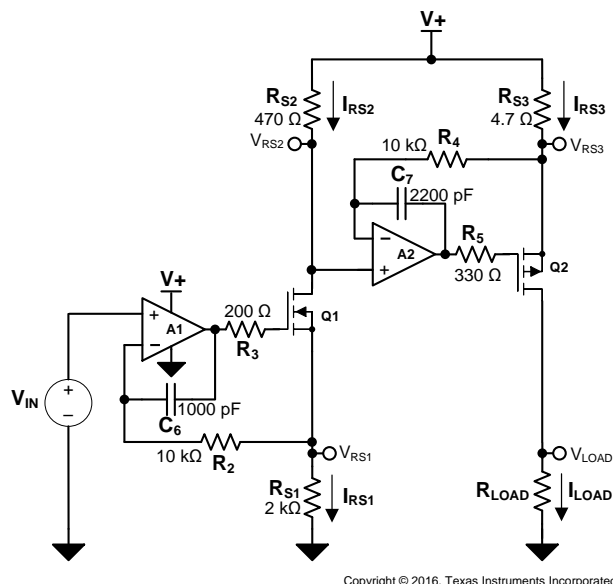 V+
RS2
470 Ω
IRS2
VRS2
RS3
4.7 Ω
IRS3
VRS3
10 kΩ
R4
C7
2200 pF
−
+
A2
R5
330 Ω
Q2
V+
+
−
A1
200 Ω
R3
Q1
VIN
+
−
1000 pF
C6
10 kΩ
R2
VRS1
RS1
2 kΩ
IRS1
VLOAD
RLOAD
ILOAD
Copyright © 2016, Texas Instruments Incorporated